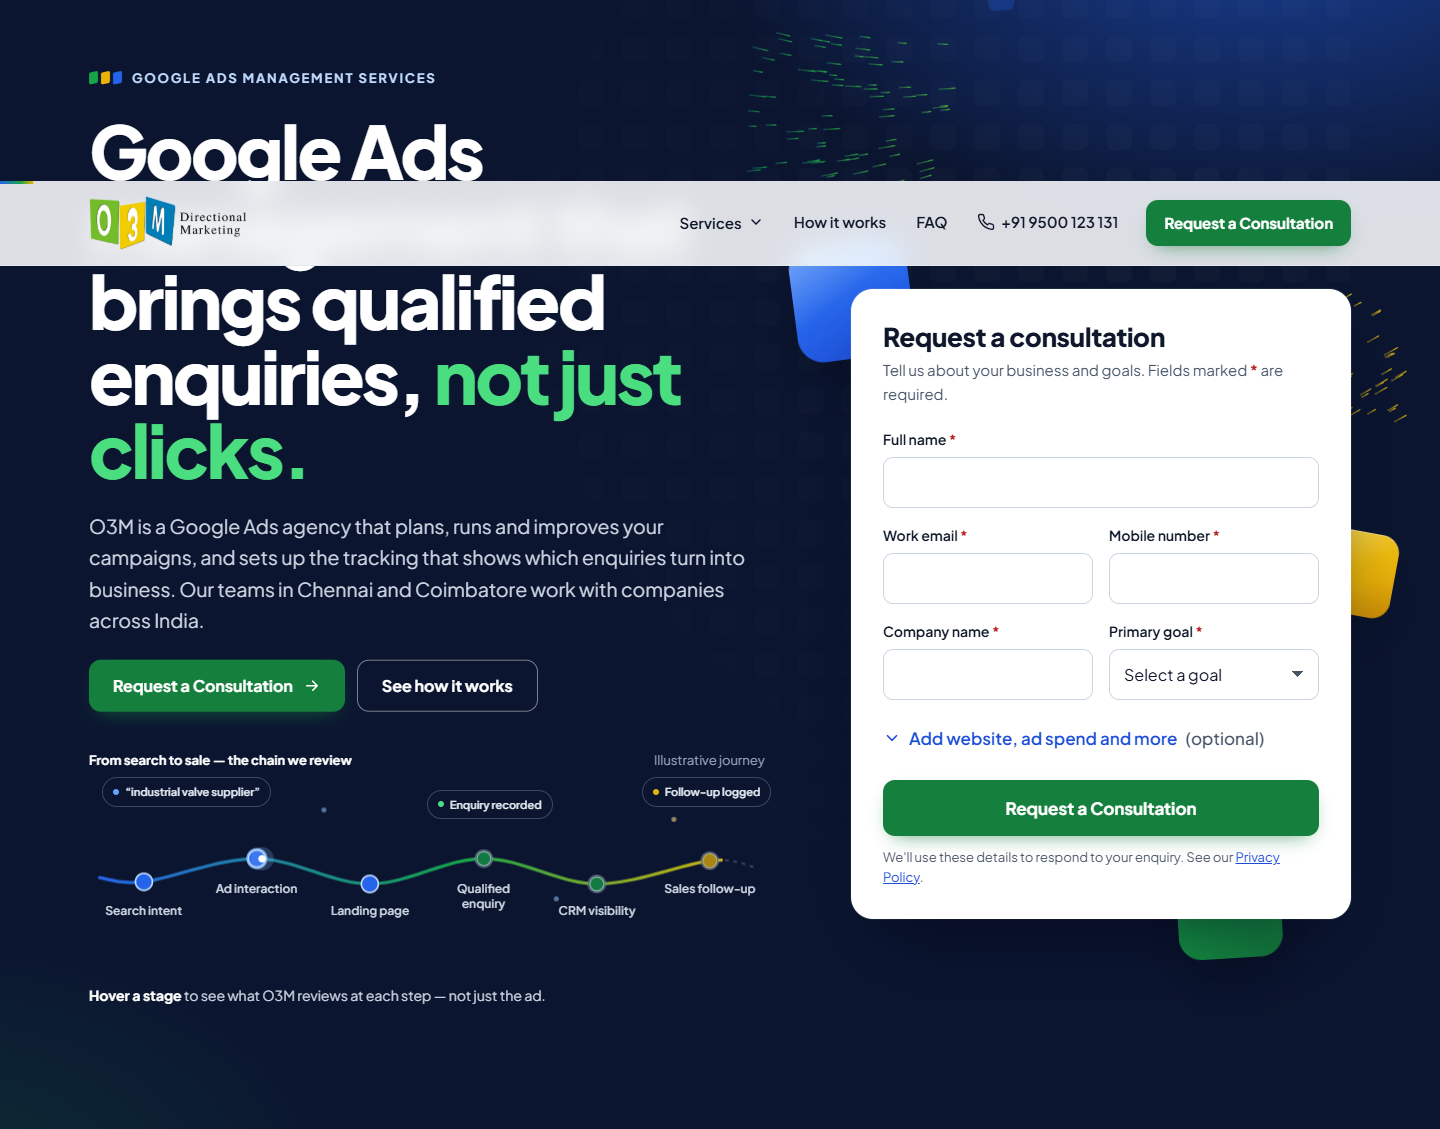 GOOGLE ADS MANAGEMENT SERVICES
Google Ads
O3M Directional
Marketing
Services
How it works
FAQ
+91 9500 123 131
Request a Consultation
brings qualified
enquiries, not just
clicks.
O3M is a Google Ads agency that plans, runs and improves your
campaigns, and sets up the tracking that shows which enquiries turn into
business. Our teams in Chennai and Coimbatore work with companies
across India.
Request a Consultation
See how it works
From search to sale — the chain we review
Illustrative journey
“industrial valve supplier”
Enquiry recorded
Follow-up logged
Search intent
Ad interaction
Landing page
Qualified
enquiry
CRM visibility
Sales follow-up
Hover a stage to see what O3M reviews at each step — not just the ad.
Request a consultation
Tell us about your business and goals. Fields marked * are
required.
Full name *
Work email *
Mobile number *
Company name *
Primary goal *
Select a goal
Add website, ad spend and more (optional)
Request a Consultation
We'll use these details to respond to your enquiry. See our Privacy
Policy.